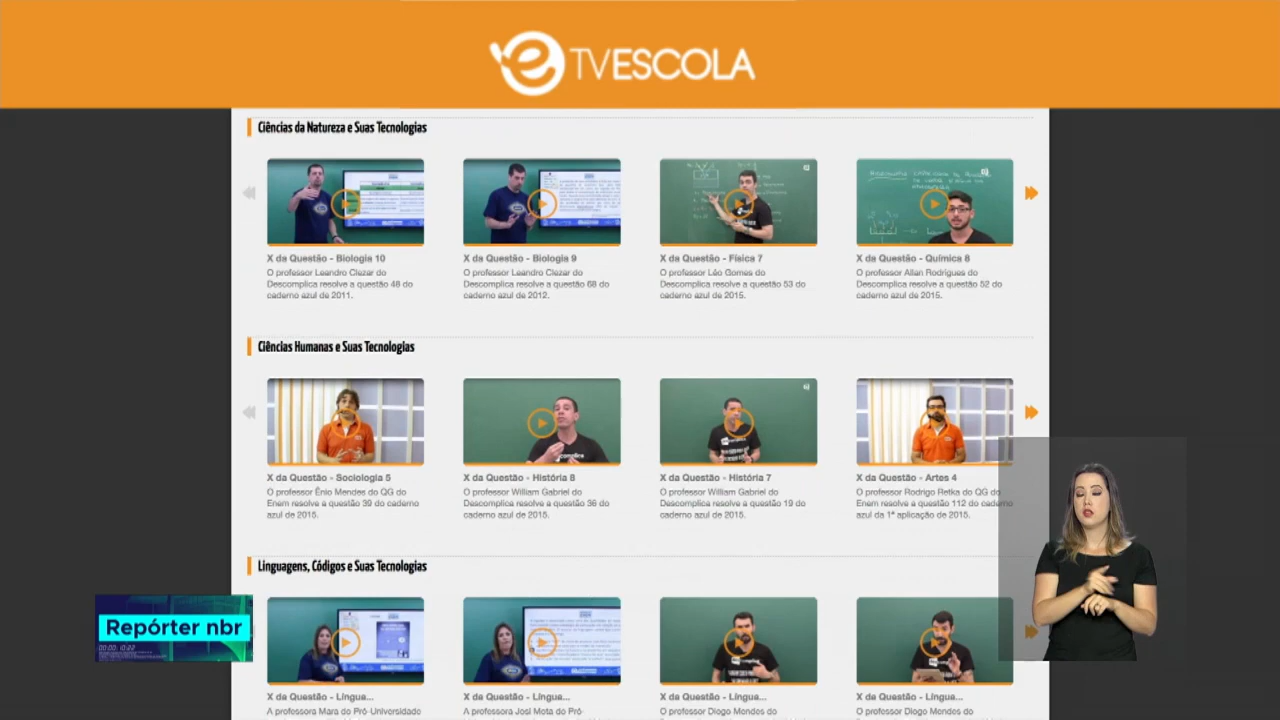 TVESCOLA
Ciências da Natureza e Suas Tecnologias
X da Questão - Biologia 10
O professor Leandro Clezar do
Descomplica resolve a questão 48 do
caderno azul de 2011.
X da Questão - Biologia 9
O professor Leandro Clezar do
Descomplica resolve a questão 68 do
caderno azul de 2012.
X da Questão - Física 7
O professor Léo Gomes do
Descomplica resolve a questão 53 do
caderno azul de 2015.
X da Questão - Química 8
O professor Allan Rodrigues do
Descomplica resolve a questão 52 do
caderno azul de 2015.
Ciências Humanas e Suas Tecnologias
X da Questão - Sociologia 5
O professor Ênio Mendes do QG do
Enem resolve a questão 39 do caderno
azul de 2015.
X da Questão - História 8
O professor William Gabriel do
Descomplica resolve a questão 36 do
caderno azul de 2015.
X da Questão - História 7
O professor William Gabriel do
Descomplica resolve a questão 19 do
caderno azul de 2015.
X da Questão - Artes 4
O professor Rodrigo Retka do QG do
Enem resolve a questão 112 do caderno
azul da 1ª aplicação de 2015.
Linguagens, Códigos e Suas Tecnologias
X da Questão - Língua...
A professora Mara do Pró-Universidade
X da Questão - Língua...
A professora Josi Mota do Pró-
X da Questão - Língua...
O professor Diogo Mendes do
X da Questão - Língua...
O professor Diogo Mendes do
Repórter nbr